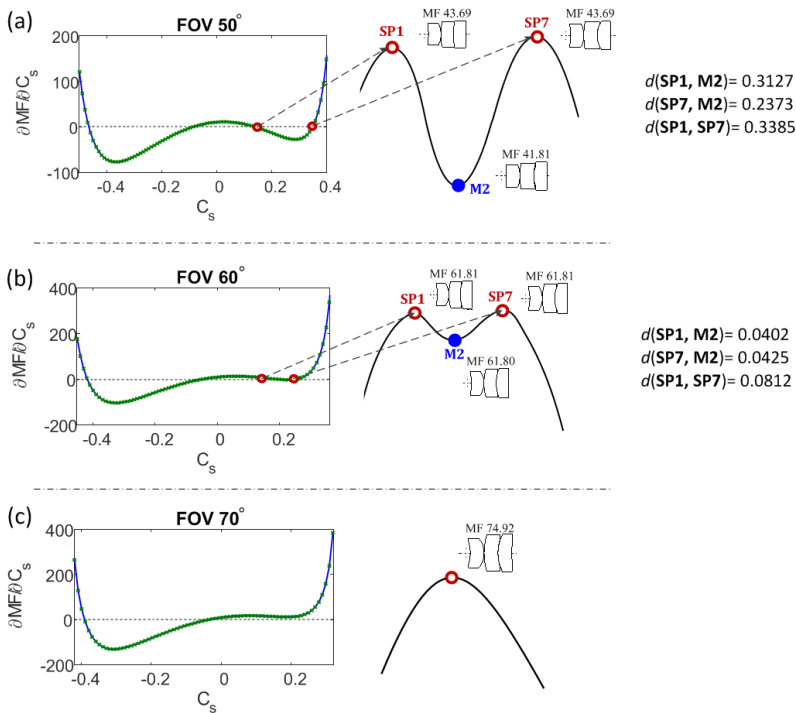 (a)
FOV 50°
∂MF/∂Cs
200
100
0
-100
-0.4
-0.2
0
0.2
0.4
Cs
SP1
MF 43.69
SP7
MF 43.69
MF 41.81
M2
d(SP1, M2)= 0.3127
d(SP7, M2)= 0.2373
d(SP1, SP7)= 0.3385
(b)
FOV 60°
∂MF/∂Cs
400
200
0
-200
-0.4
-0.2
0
0.2
Cs
MF 61.81
SP1
MF 61.81
SP7
M2
MF 61.80
d(SP1, M2)= 0.0402
d(SP7, M2)= 0.0425
d(SP1, SP7)= 0.0812
(c)
FOV 70°
∂MF/∂Cs
400
200
0
-200
-0.4
-0.2
0
0.2
Cs
MF 74.92